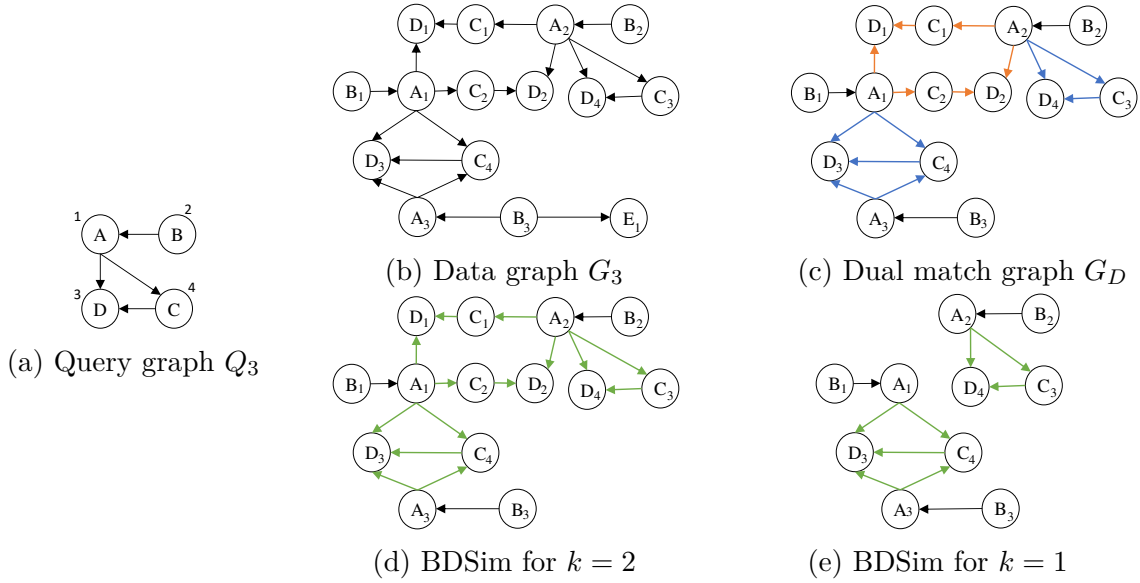 D1 C1 A2 B2
B1 A1 C2 D2 D4 C3
D3 C4
A3 B3 E1
(b) Data graph G3
D1 C1 A2 B2
B1 A1 C2 D2 D4 C3
D3 C4
A3 B3
(c) Dual match graph GD
1 2
A B
3 4
D C
(a) Query graph Q3
D1 C1 A2 B2
B1 A1 C2 D2 D4 C3
D3 C4
A3 B3
(d) BDSim for k = 2
A2 B2
B1 A1 D4 C3
D3 C4
A3 B3
(e) BDSim for k = 1